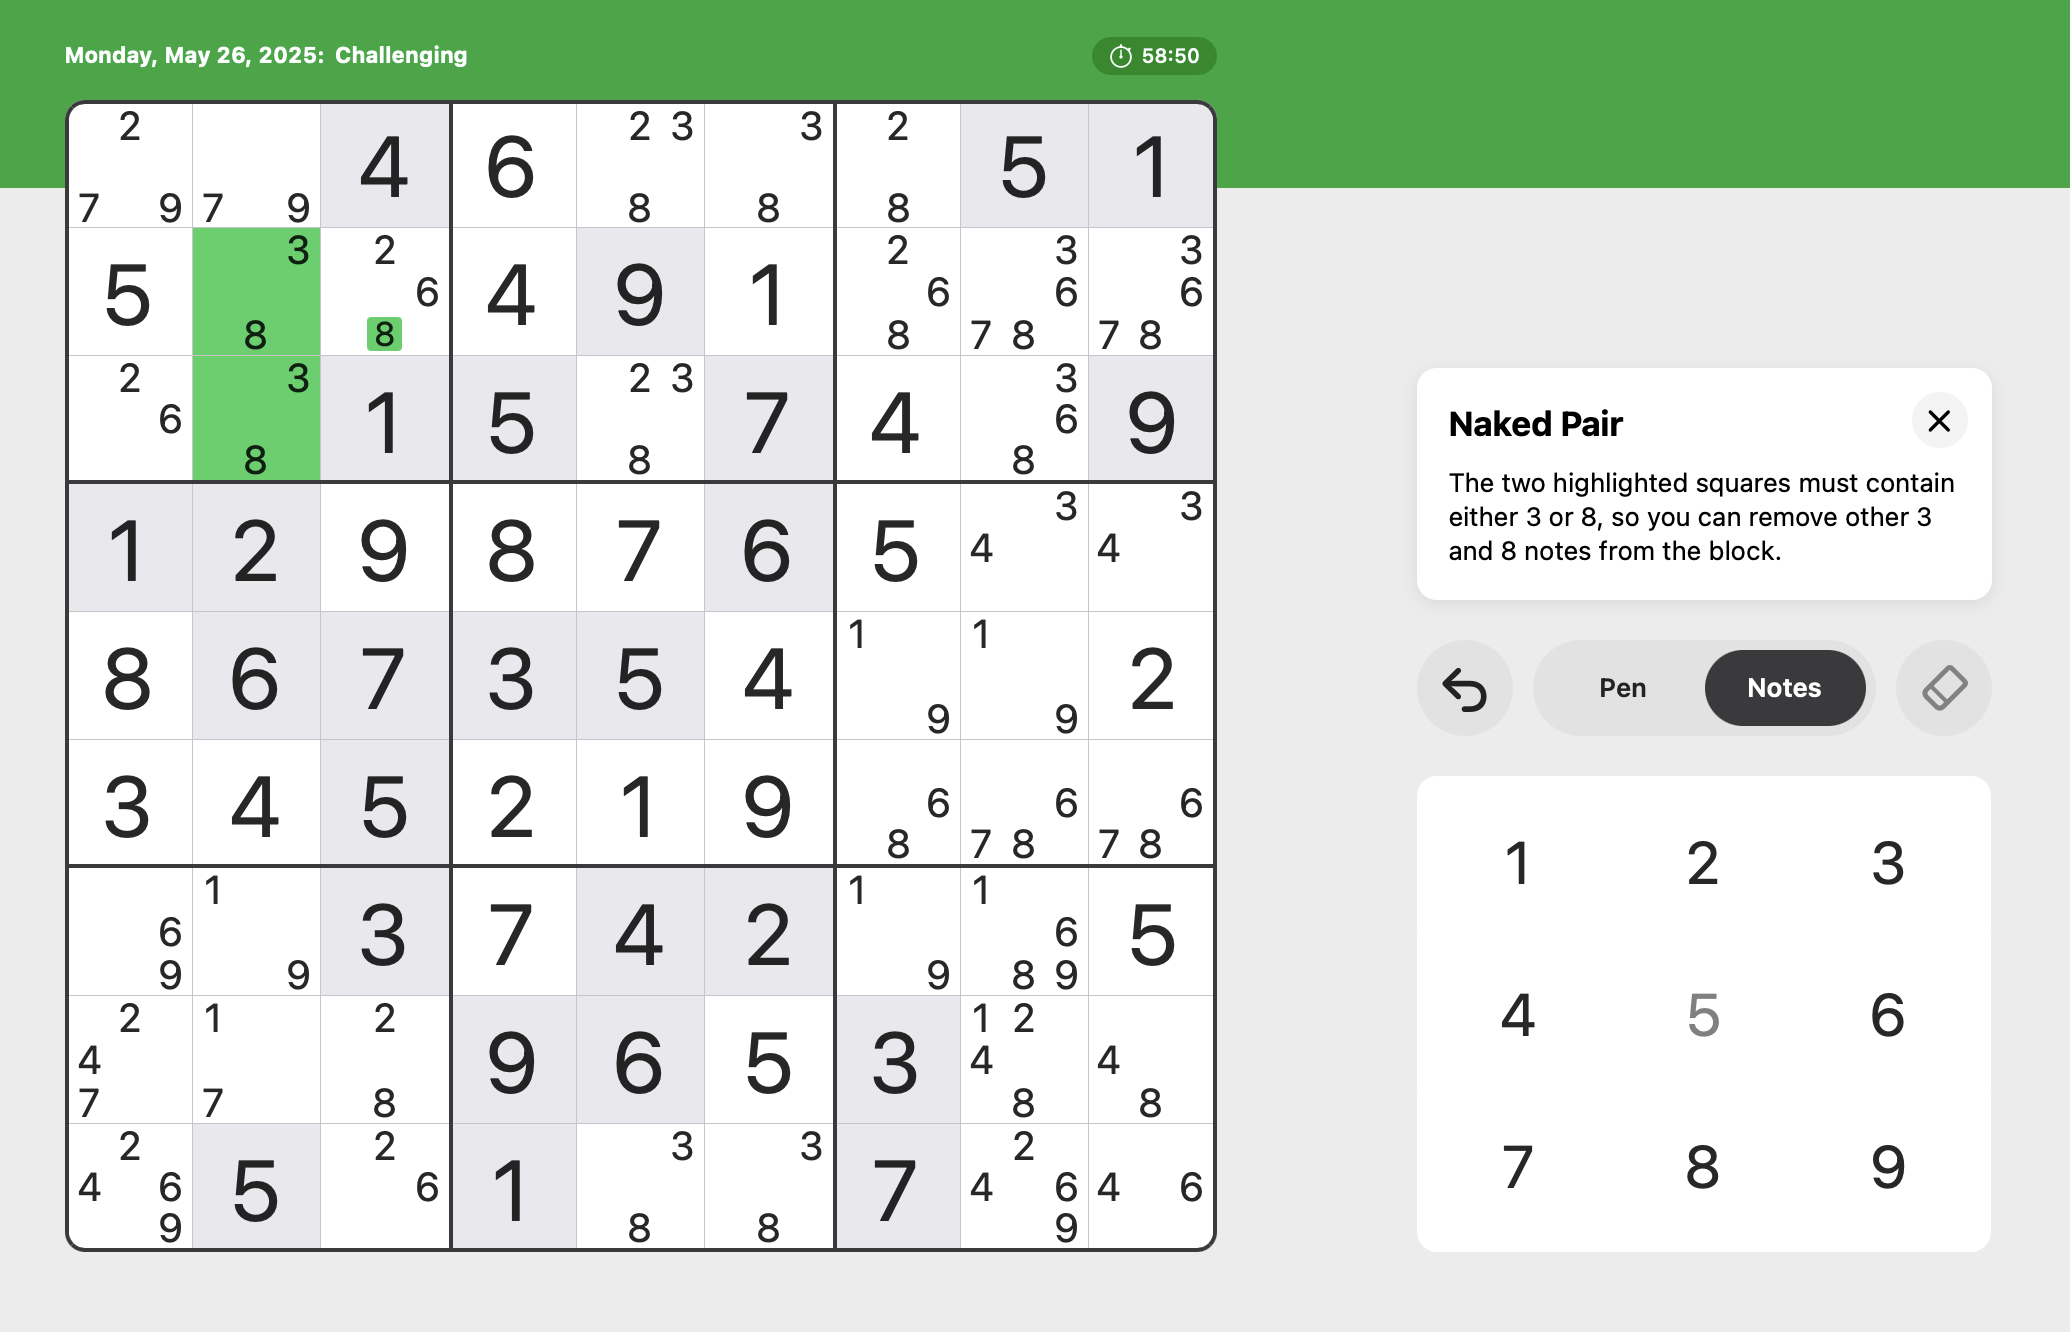 Monday, May 26, 2025: Challenging
58:50
2 2 3 3 2
4 6 5 1
7 9 7 9 8 8 8
3 2 2 3 3
5 6 4 9 1 6 6 6
8 8 8 7 8 7 8
2 3 2 3 3
6 1 5 7 4 6 9
8 8 8
3 3
1 2 9 8 7 6 5 4 4
1 1
8 6 7 3 5 4 2
9 9
3 4 5 2 1 9 6 6 6
8 7 8 7 8
1 1 1
6 3 7 4 2 6 5
9 9 9 8 9
2 1 2 1 2
4 9 6 5 3 4 4
7 7 8 8 8
2 2 3 3 2
4 6 5 6 1 7 4 6 4 6
9 8 8 9
Naked Pair
The two highlighted squares must contain
either 3 or 8, so you can remove other 3
and 8 notes from the block.
Pen Notes
1 2 3
4 5 6
7 8 9